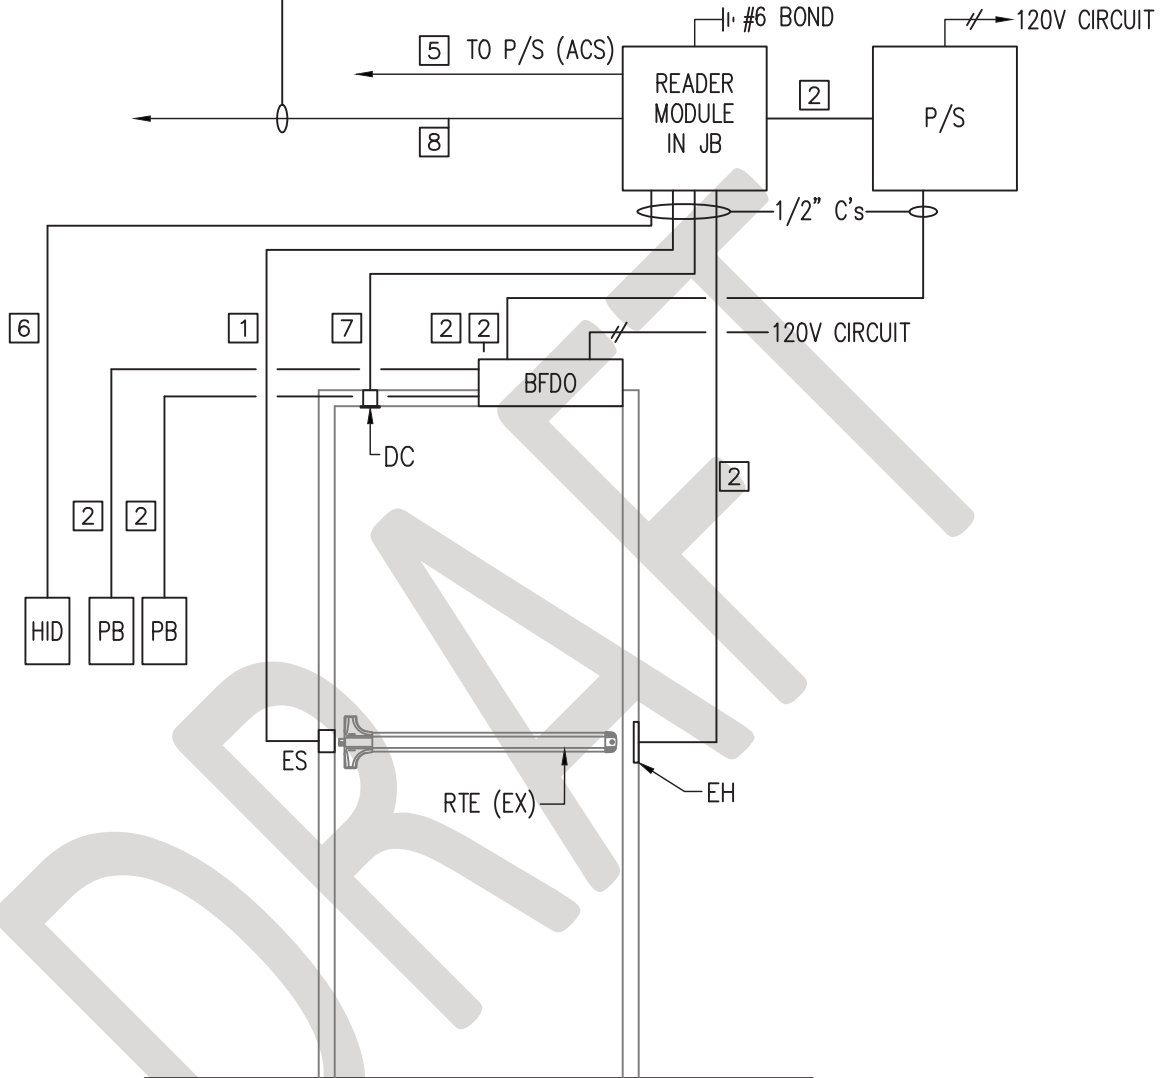 #6 BOND
120V CIRCUIT
5 TO P/S (ACS)
READER
MODULE
IN JB
2
P/S
8
1/2" C's
6
1
7
2
2
120V CIRCUIT
BFDO
DC
2
2
2
HID
PB
PB
ES
RTE (EX)
EH
DRAFT